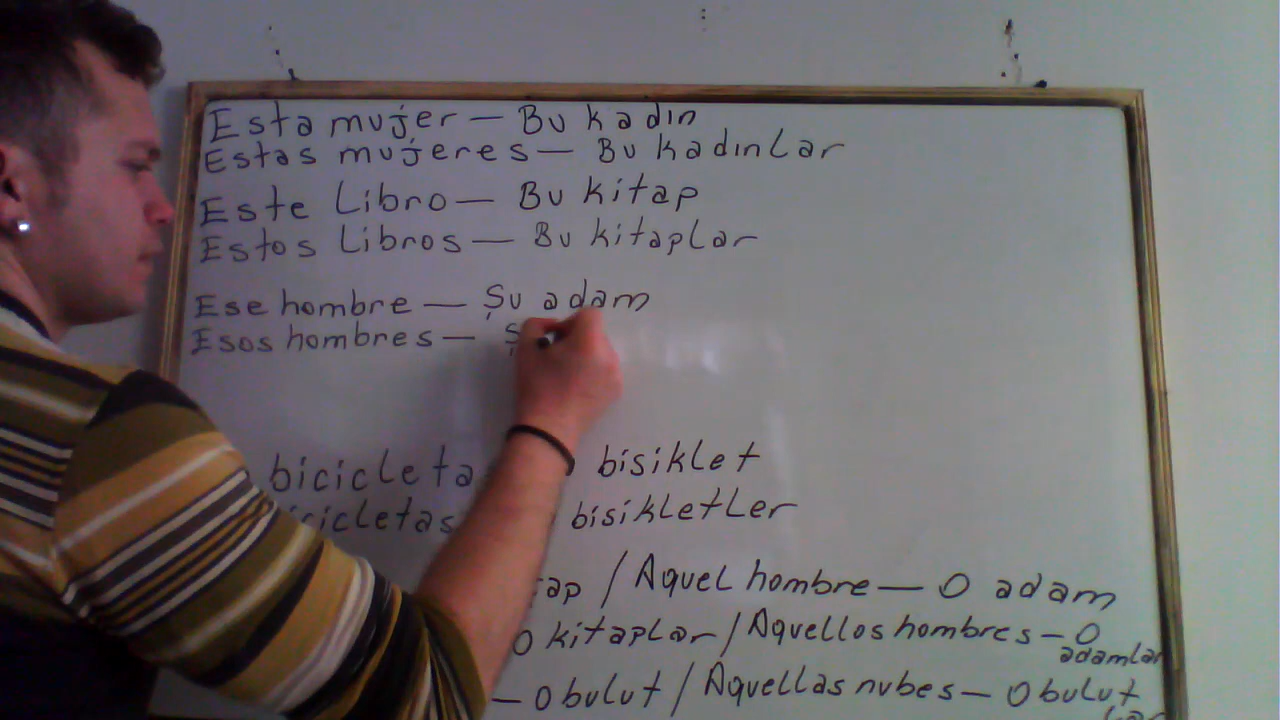 Esta mujer — Bu kadın
Estas mujeres — Bu kadınlar
Este Libro — Bu kitap
Estos Libros — Bu kitaplar
Ese hombre — Şu adam
Esos hombres — Ş
bicicleta bisiklet
bisikletler
/ Aquel hombre — O adam
O kitaplar / Aquellos hombres — O adamlar
— O bulut / Aquellas nubes — O bulut